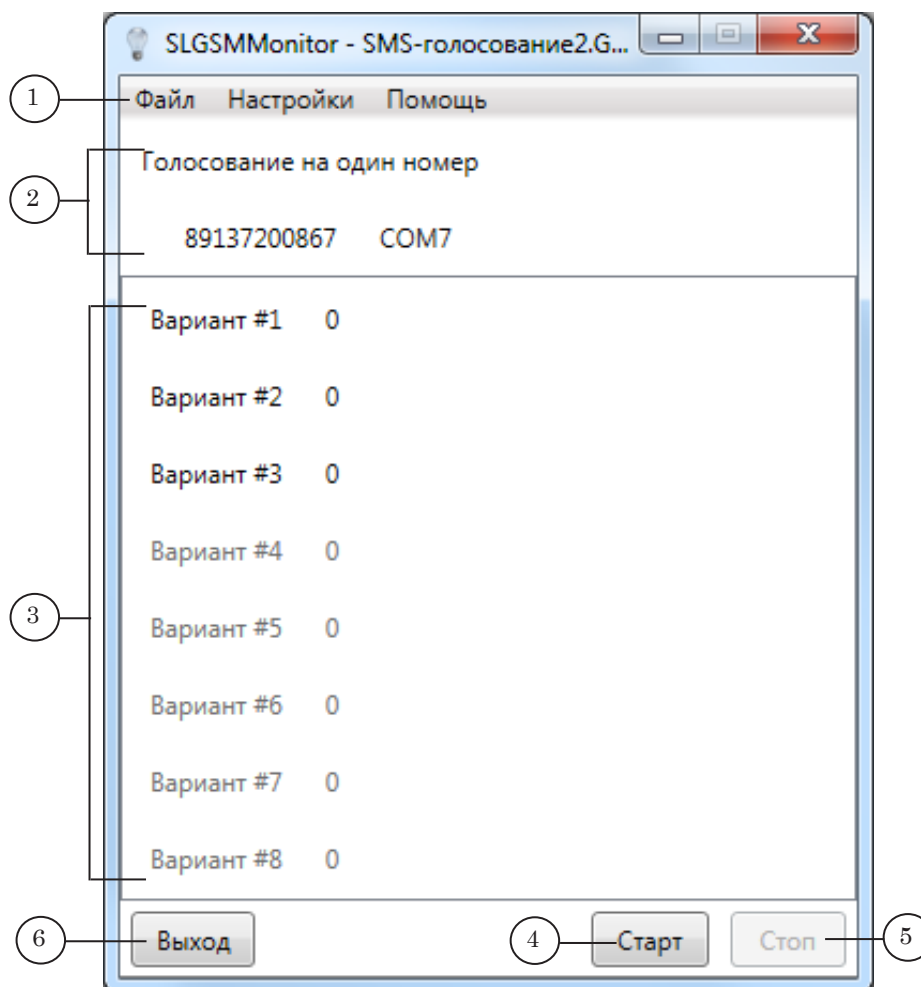 SLGSMMonitor - SMS-голосование2.G...
1
Файл Настройки Помощь
2
Голосование на один номер
89137200867 COM7
3
Вариант #1 0
Вариант #2 0
Вариант #3 0
Вариант #4 0
Вариант #5 0
Вариант #6 0
Вариант #7 0
Вариант #8 0
6 Выход 4 Старт Стоп 5